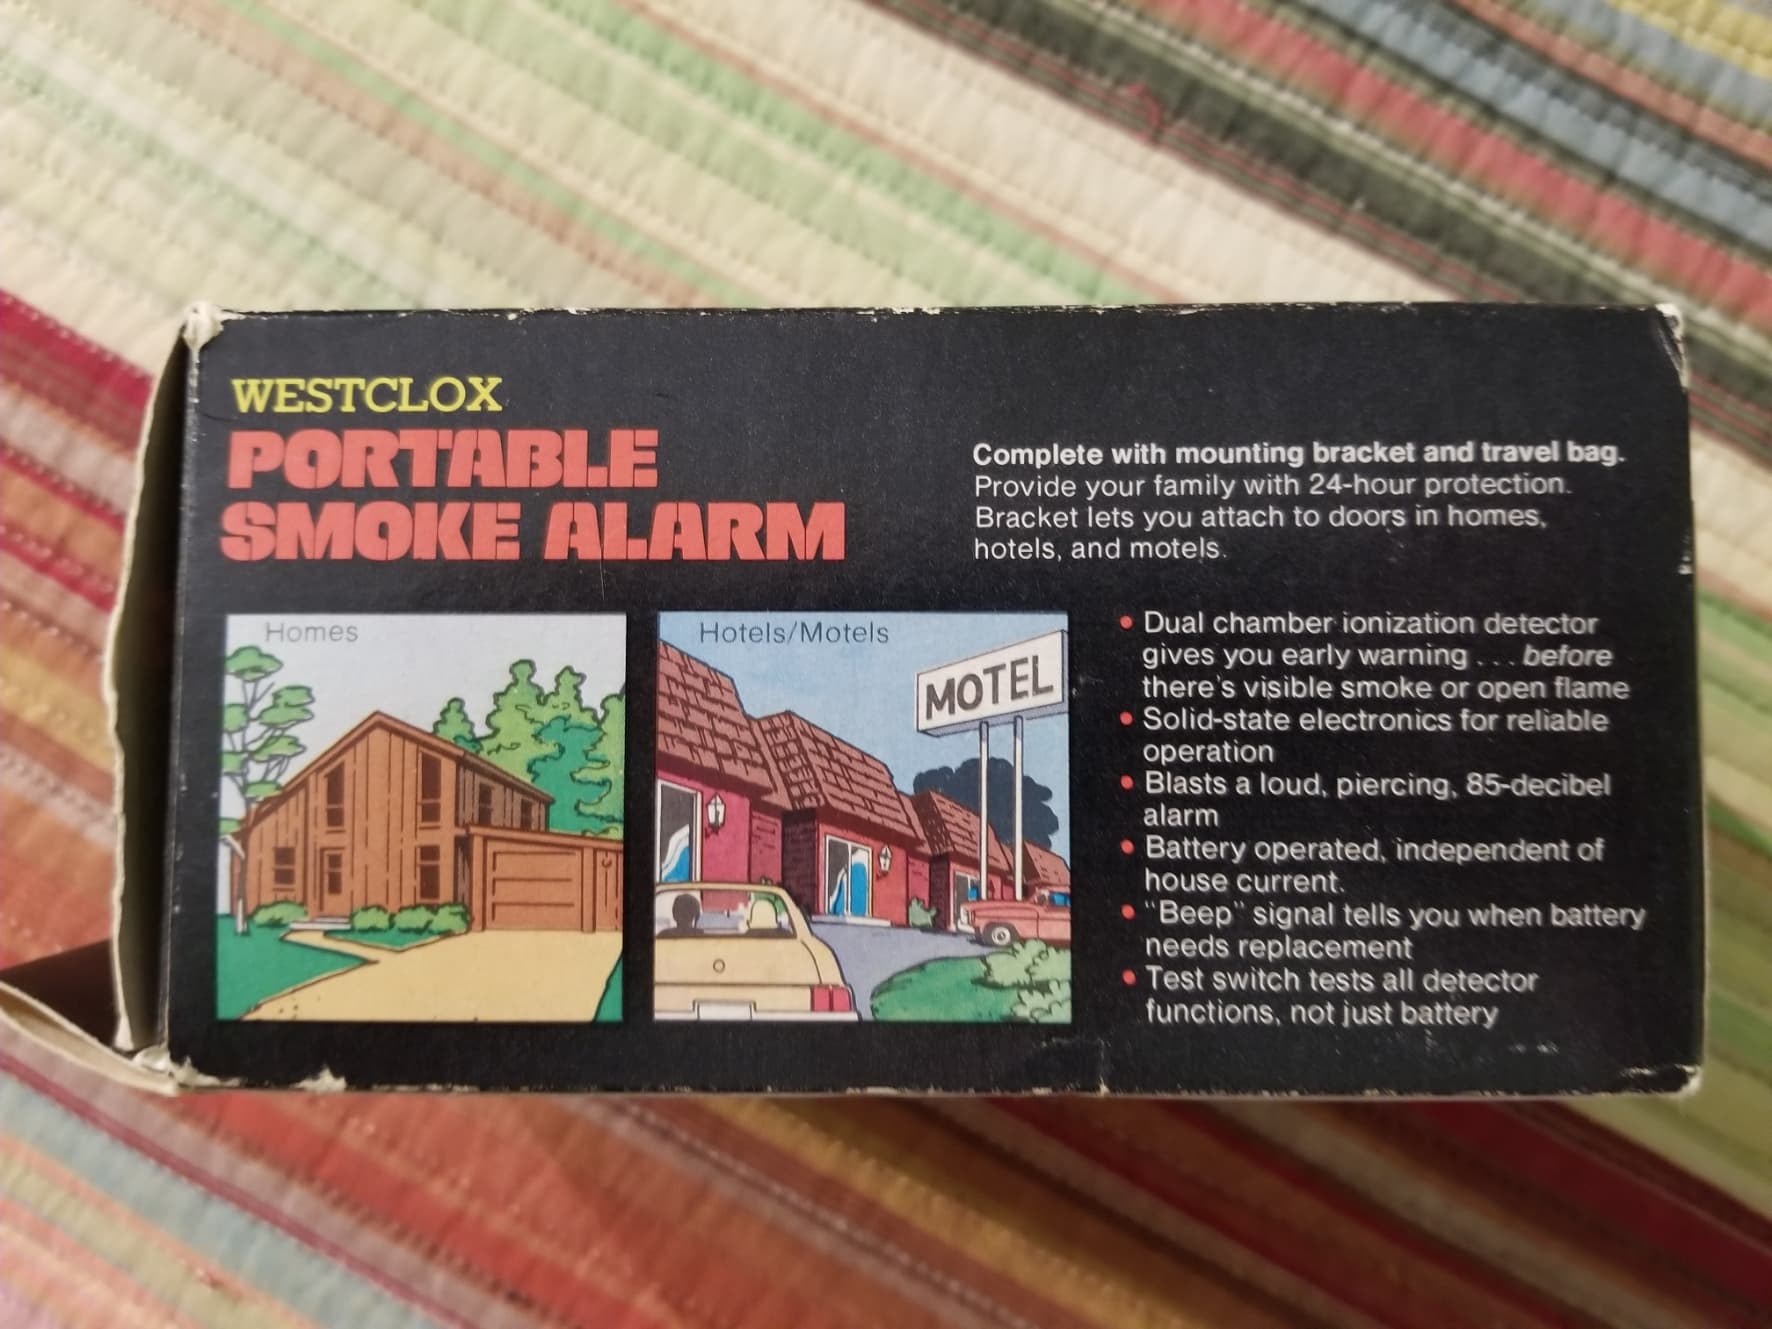 WESTCLOX
PORTABLE
SMOKE ALARM
Complete with mounting bracket and travel bag.
Provide your family with 24-hour protection.
Bracket lets you attach to doors in homes,
hotels, and motels.
Homes
Hotels/Motels
MOTEL
• Dual chamber ionization detector
gives you early warning . . . before
there's visible smoke or open flame
• Solid-state electronics for reliable
operation
• Blasts a loud, piercing, 85-decibel
alarm
• Battery operated, independent of
house current.
• "Beep" signal tells you when battery
needs replacement
• Test switch tests all detector
functions, not just battery